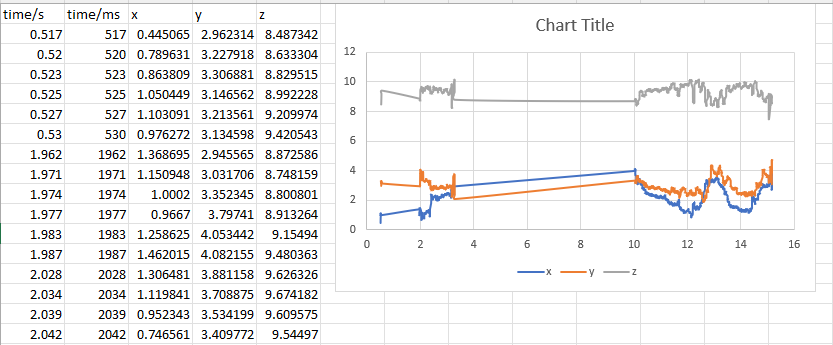 time/s time/ms x y z
0.517 517 0.445065 2.962314 8.487342
0.52 520 0.789631 3.227918 8.633304
0.523 523 0.863809 3.306881 8.829515
0.525 525 1.050449 3.146562 8.992228
0.527 527 1.103091 3.213561 9.209974
0.53 530 0.976272 3.134598 9.420543
1.962 1962 1.368695 2.945565 8.872586
1.971 1971 1.150948 3.031706 8.748159
1.974 1974 1.0002 3.352345 8.800801
1.977 1977 0.9667 3.79741 8.913264
1.983 1983 1.258625 4.053442 9.15494
1.987 1987 1.462015 4.082155 9.480363
2.028 2028 1.306481 3.881158 9.626326
2.034 2034 1.119841 3.708875 9.674182
2.039 2039 0.952343 3.534199 9.609575
2.042 2042 0.746561 3.409772 9.54497
Chart Title
12
10
8
6
4
2
0
0 2 4 6 8 10 12 14 16
x y z